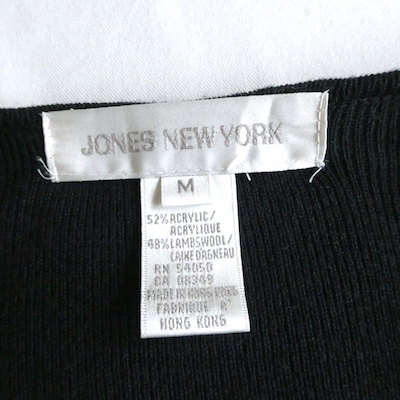 JONES NEW YORK
M
52% ACRYLIC/
ACRYLIQUE
48% LAMBSWOOL/
LAINE D'AGNEAU
RN 54050
CA 08949
MADE IN HONG KONG
FABRIQUE A'
HONG KONG